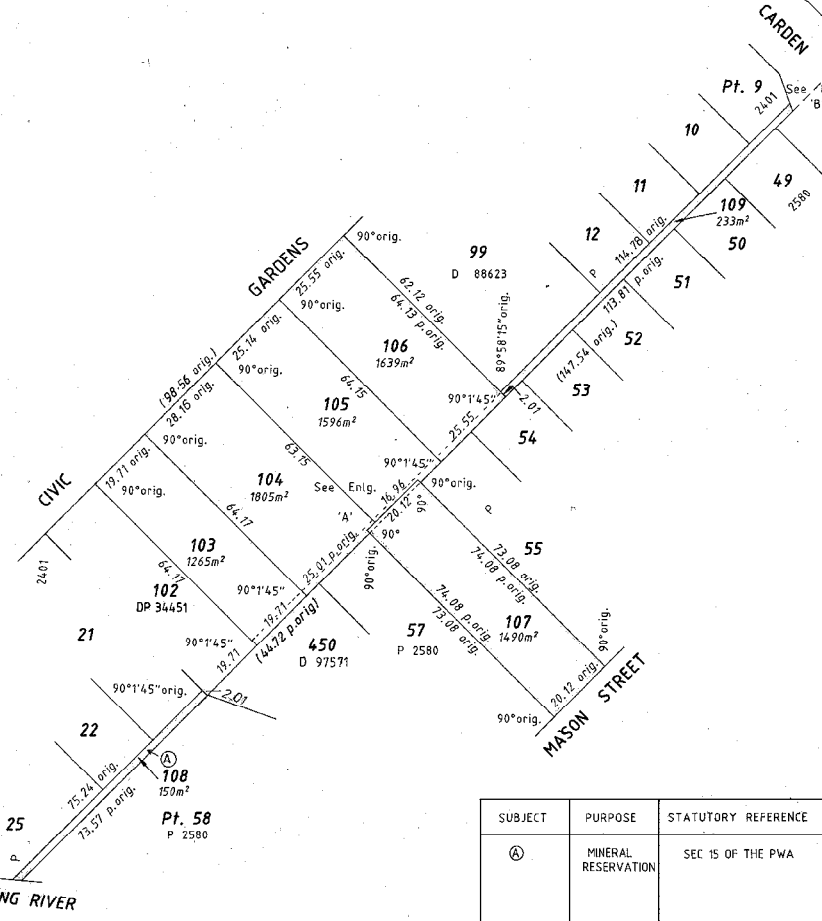 CARDEN
Pt. 9
See
'B
2401
10
49
2580
11
109
233m²
50
12
114.78 orig.
113.81 p.orig.
51
P
(147.54 orig.)
52
53
54
GARDENS
90°orig.
99
D 88623
25.55 orig.
62.12 orig.
64.13 p.orig.
90°orig.
89°58'15"orig.
106
1639m²
25.14 orig.
(98.56 orig.)
90°orig.
28.16 orig.
64.15
105
1596m²
90°1'45"
2.01
25.55
CIVIC
19.71 orig.
90°orig.
63.15
104
1805m²
See Enlg.
'A'
90°1'45"
90°orig.
16.96
20.12
90°
90°
90°orig.
P
90°orig.
64.17
103
1265m²
25.01 p.orig
55
73.08 orig.
74.08 p.orig.
2401
64.17
102
DP 34451
90°1'45"
19.71
(44.72 p.orig)
74.08 p.orig
73.08 orig.
107
1490m²
90°orig.
21
90°1'45"
19.71
450
D 97571
57
P 2580
20.12 orig.
90°orig.
MASON STREET
90°1'45"orig.
2.01
22
A
108
150m²
75.24 orig.
73.57 p.orig.
Pt. 58
P 2580
25
P
NG RIVER
SUBJECT PURPOSE STATUTORY REFERENCE
A MINERAL RESERVATION SEC 15 OF THE PWA